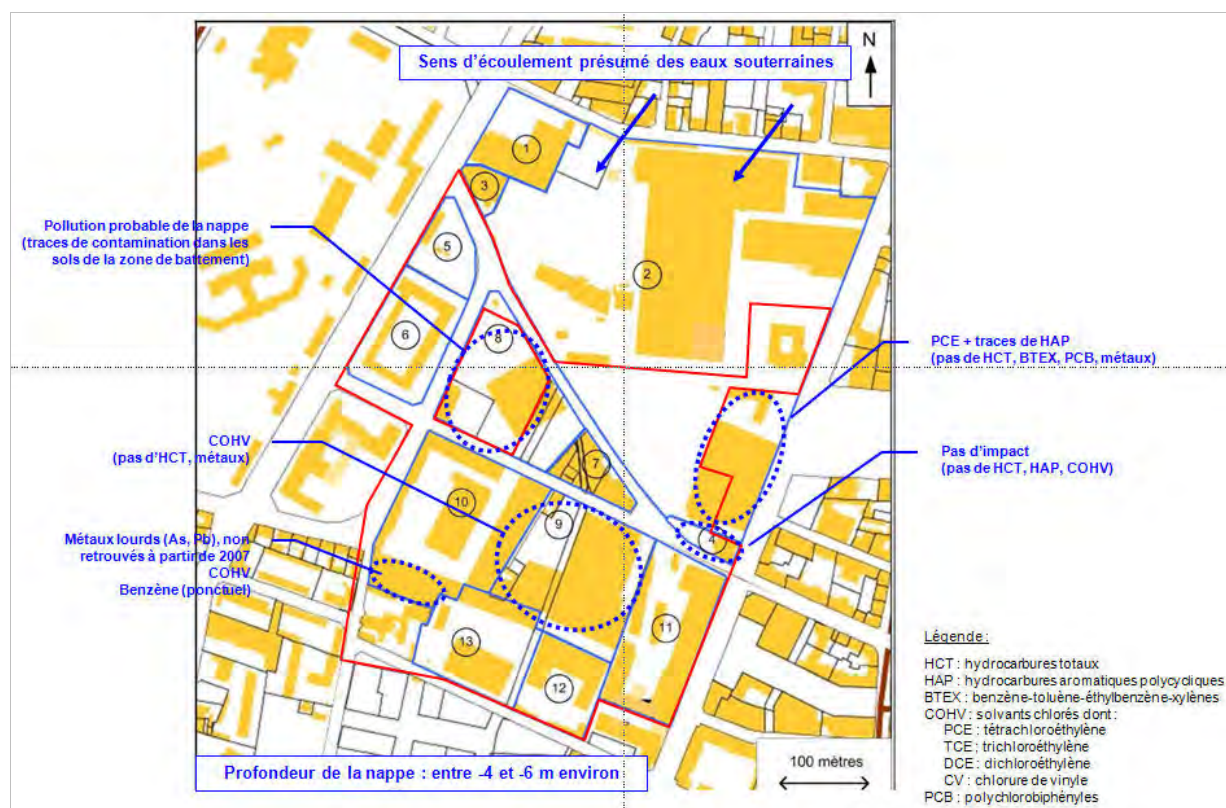 Sens d'écoulement présumé des eaux souterraines
N
1
3
5
2
6
8
Pollution probable de la nappe
(traces de contamination dans les
sols de la zone de battement)
PCE + traces de HAP
(pas de HCT, BTEX, PCB, métaux)
COHV
(pas d'HCT, métaux)
Pas d'impact
(pas de HCT, HAP, COHV)
7
10
9
4
Métaux lourds (As, Pb), non
retrouvés à partir de 2007
COHV
Benzène (ponctuel)
13
11
12
Légende :
HCT : hydrocarbures totaux
HAP : hydrocarbures aromatiques polycycliques
BTEX : benzène-toluène-éthylbenzène-xylènes
COHV : solvants chlorés dont :
PCE : tétrachloroéthylène
TCE ; trichloroéthylène
DCE : dichloroéthylène
CV : chlorure de vinyle
PCB : polychlorobiphényles
100 mètres
Profondeur de la nappe : entre -4 et -6 m environ